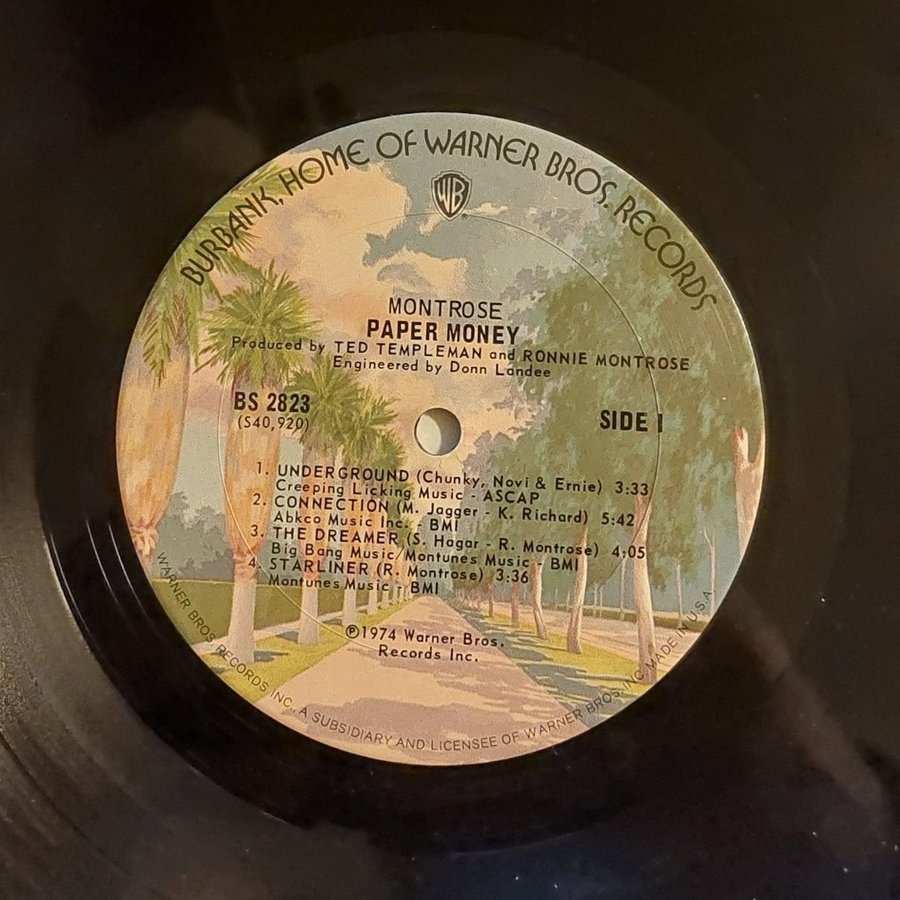 BURBANK, HOME OF WARNER BROS. RECORDS
WB
MONTROSE
PAPER MONEY
Produced by TED TEMPLEMAN and RONNIE MONTROSE
Engineered by Donn Landee
BS 2823
(S40,920)
SIDE 1
1. UNDERGROUND (Chunky, Novi & Ernie) 3:33
Creeping Licking Music - ASCAP
2. CONNECTION (M. Jagger - K. Richard) 5:42
Abkco Music Inc. - BMI
3. THE DREAMER (S. Hagar - R. Montrose) 4:05
Big Bang Music/Montunes Music - BMI
4. STARLINER (R. Montrose) 3:36
Montunes Music - BMI
℗1974 Warner Bros.
Records Inc.
WARNER BROS. RECORDS INC., A SUBSIDIARY AND LICENSEE OF WARNER BROS. INC. MADE IN U.S.A.